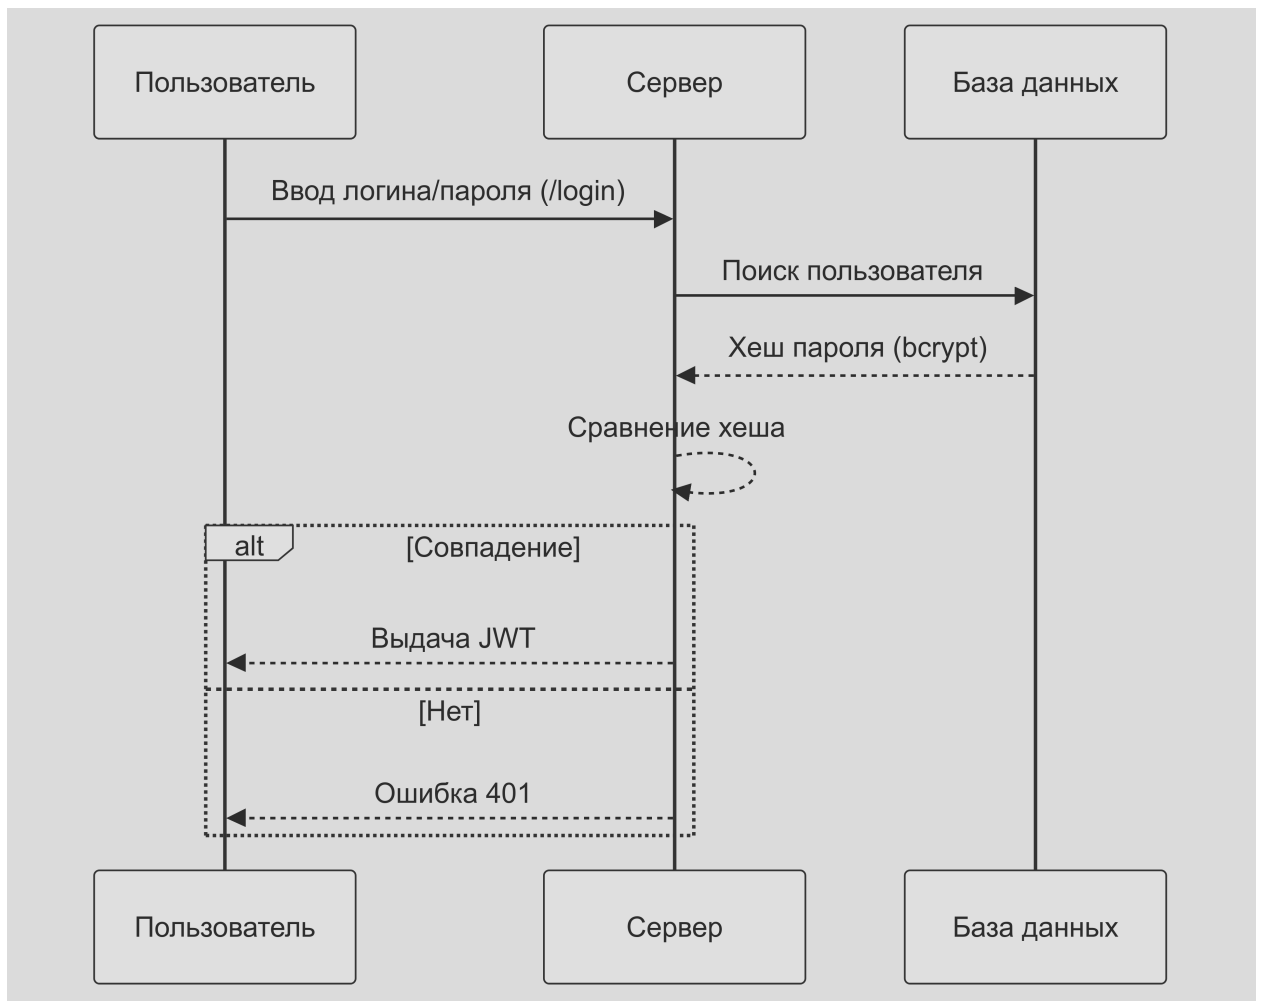 Пользователь
Сервер
База данных
Ввод логина/пароля (/login)
Поиск пользователя
Хеш пароля (bcrypt)
Сравнение хеша
alt
[Совпадение]
Выдача JWT
[Нет]
Ошибка 401
Пользователь
Сервер
База данных